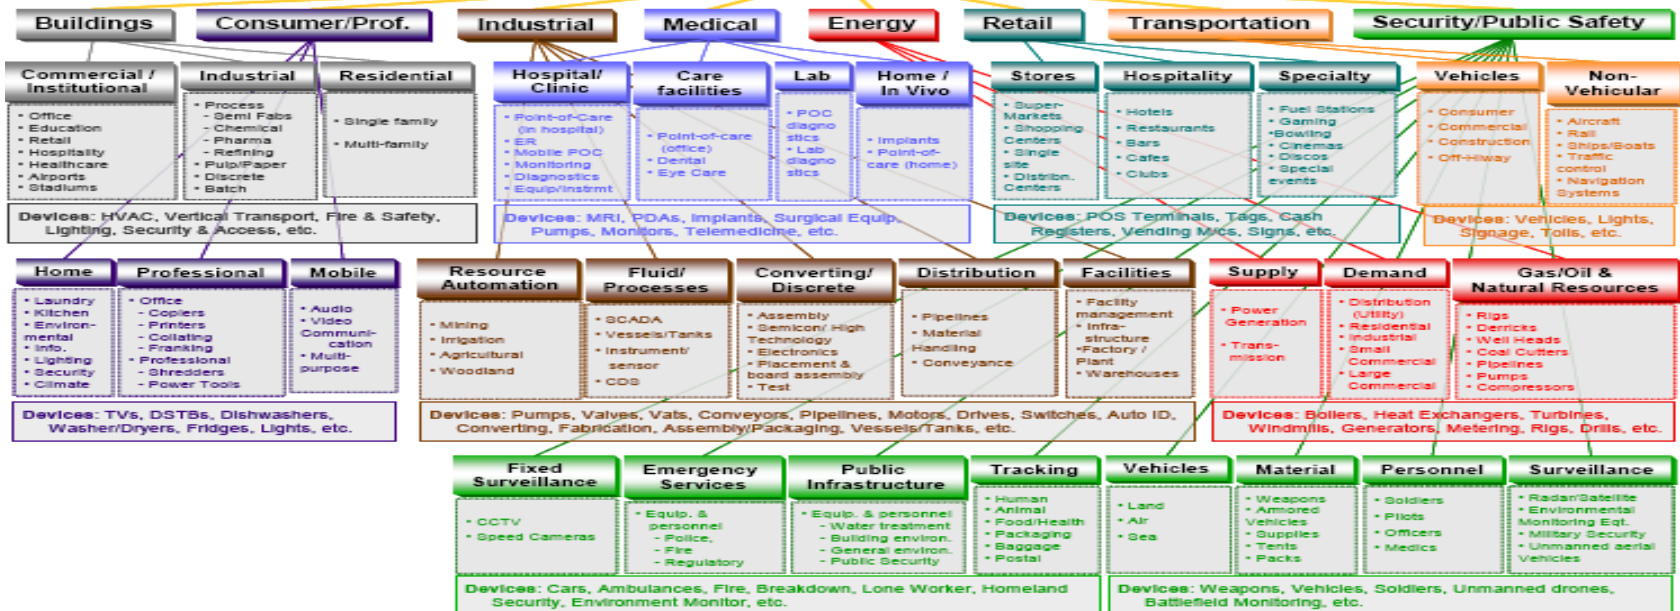 Buildings
Consumer/Prof.
Industrial
Medical
Energy
Retail
Transportation
Security/Public Safety
Commercial /
Institutional
• Office
• Education
• Retail
• Hospitality
• Healthcare
• Airports
• Stadiums
Industrial
• Process
- Semi Fabs
- Chemical
- Pharma
- Refining
• Pulp/Paper
• Discrete
• Batch
Residential
• Single family
• Multi-family
Devices: HVAC, Vertical Transport, Fire & Safety,
Lighting, Security & Access, etc.
Hospital/
Clinic
• Point-of-Care
(in hospital)
• ER
• Mobile POC
• Monitoring
• Diagnostics
• Equip/Instrmt
Care
facilities
• Point-of-care
(office)
• Dental
• Eye Care
Lab
• POC
diagno
stics
• Lab
diagno
stics
Home /
In Vivo
• Implants
• Point-of-
care (home)
Devices: MRI, PDAs, Implants, Surgical Equip,
Pumps, Monitors, Telemedicine, etc.
Stores
• Super-
Markets
• Shopping
Centers
• Single
site
• Distribn.
Centers
Hospitality
• Hotels
• Restaurants
• Bars
• Cafes
• Clubs
Specialty
• Fuel Stations
• Gaming
•Bowling
• Cinemas
• Discos
• Special
events
Devices: POS Terminals, Tags, Cash
Registers, Vending M/cs, Signs, etc.
Vehicles
• Consumer
• Commercial
• Construction
• Off-Hiway
Non-
Vehicular
• Aircraft
• Rail
• Ships/Boats
• Traffic
control
• Navigation
Systems
Devices: Vehicles, Lights,
Signage, Tolls, etc.
Home
• Laundry
• Kitchen
• Environ-
mental
• Info.
• Lighting
• Security
• Climate
Professional
• Office
- Copiers
- Printers
- Collating
- Franking
• Professional
- Shredders
- Power Tools
Mobile
• Audio
• Video
Communi-
cation
• Multi-
purpose
Devices: TVs, DSTBs, Dishwashers,
Washer/Dryers, Fridges, Lights, etc.
Resource
Automation
• Mining
• Irrigation
• Agricultural
• Woodland
Fluid/
Processes
• SCADA
• Vessels/Tanks
• Instrument/
sensor
• CDS
Converting/
Discrete
• Assembly
• Semicon/ High
Technology
• Electronics
• Placement &
board assembly
• Test
Distribution
• Pipelines
• Material
Handling
• Conveyance
Facilities
• Facility
management
• Infra-
structure
•Factory /
Plant
• Warehouses
Devices: Pumps, Valves, Vats, Conveyors, Pipelines, Motors, Drives, Switches, Auto ID,
Converting, Fabrication, Assembly/Packaging, Vessels/Tanks, etc.
Supply
• Power
Generation
• Trans-
mission
Demand
• Distribution
(Utility)
• Residential
• Industrial
• Small
Commercial
• Large
Commercial
Gas/Oil &
Natural Resources
• Rigs
• Derricks
• Well Heads
• Coal Cutters
• Pipelines
• Pumps
• Compressors
Devices: Boilers, Heat Exchangers, Turbines,
Windmills, Generators, Metering, Rigs, Drills, etc.
Fixed
Surveillance
• CCTV
• Speed Cameras
Emergency
Services
• Equip. &
personnel
- Police,
- Fire
- Regulatory
Public
Infrastructure
• Equip. & personnel
- Water treatment
- Building environ.
- General environ.
- Public Security
Tracking
• Human
• Animal
• Food/Health
• Packaging
• Baggage
• Postal
Devices: Cars, Ambulances, Fire, Breakdown, Lone Worker, Homeland
Security, Environment Monitor, etc.
Vehicles
• Land
• Air
• Sea
Material
• Weapons
• Armored
Vehicles
• Supplies
• Tents
• Packs
Personnel
• Soldiers
• Pilots
• Officers
• Medics
Surveillance
• Radar/Satellite
• Environmental
Monitoring Eqt.
• Military Security
• Unmanned aerial
Vehicles
Devices: Weapons, Vehicles, Soldiers, Unmanned drones,
Battlefield Monitoring, etc.